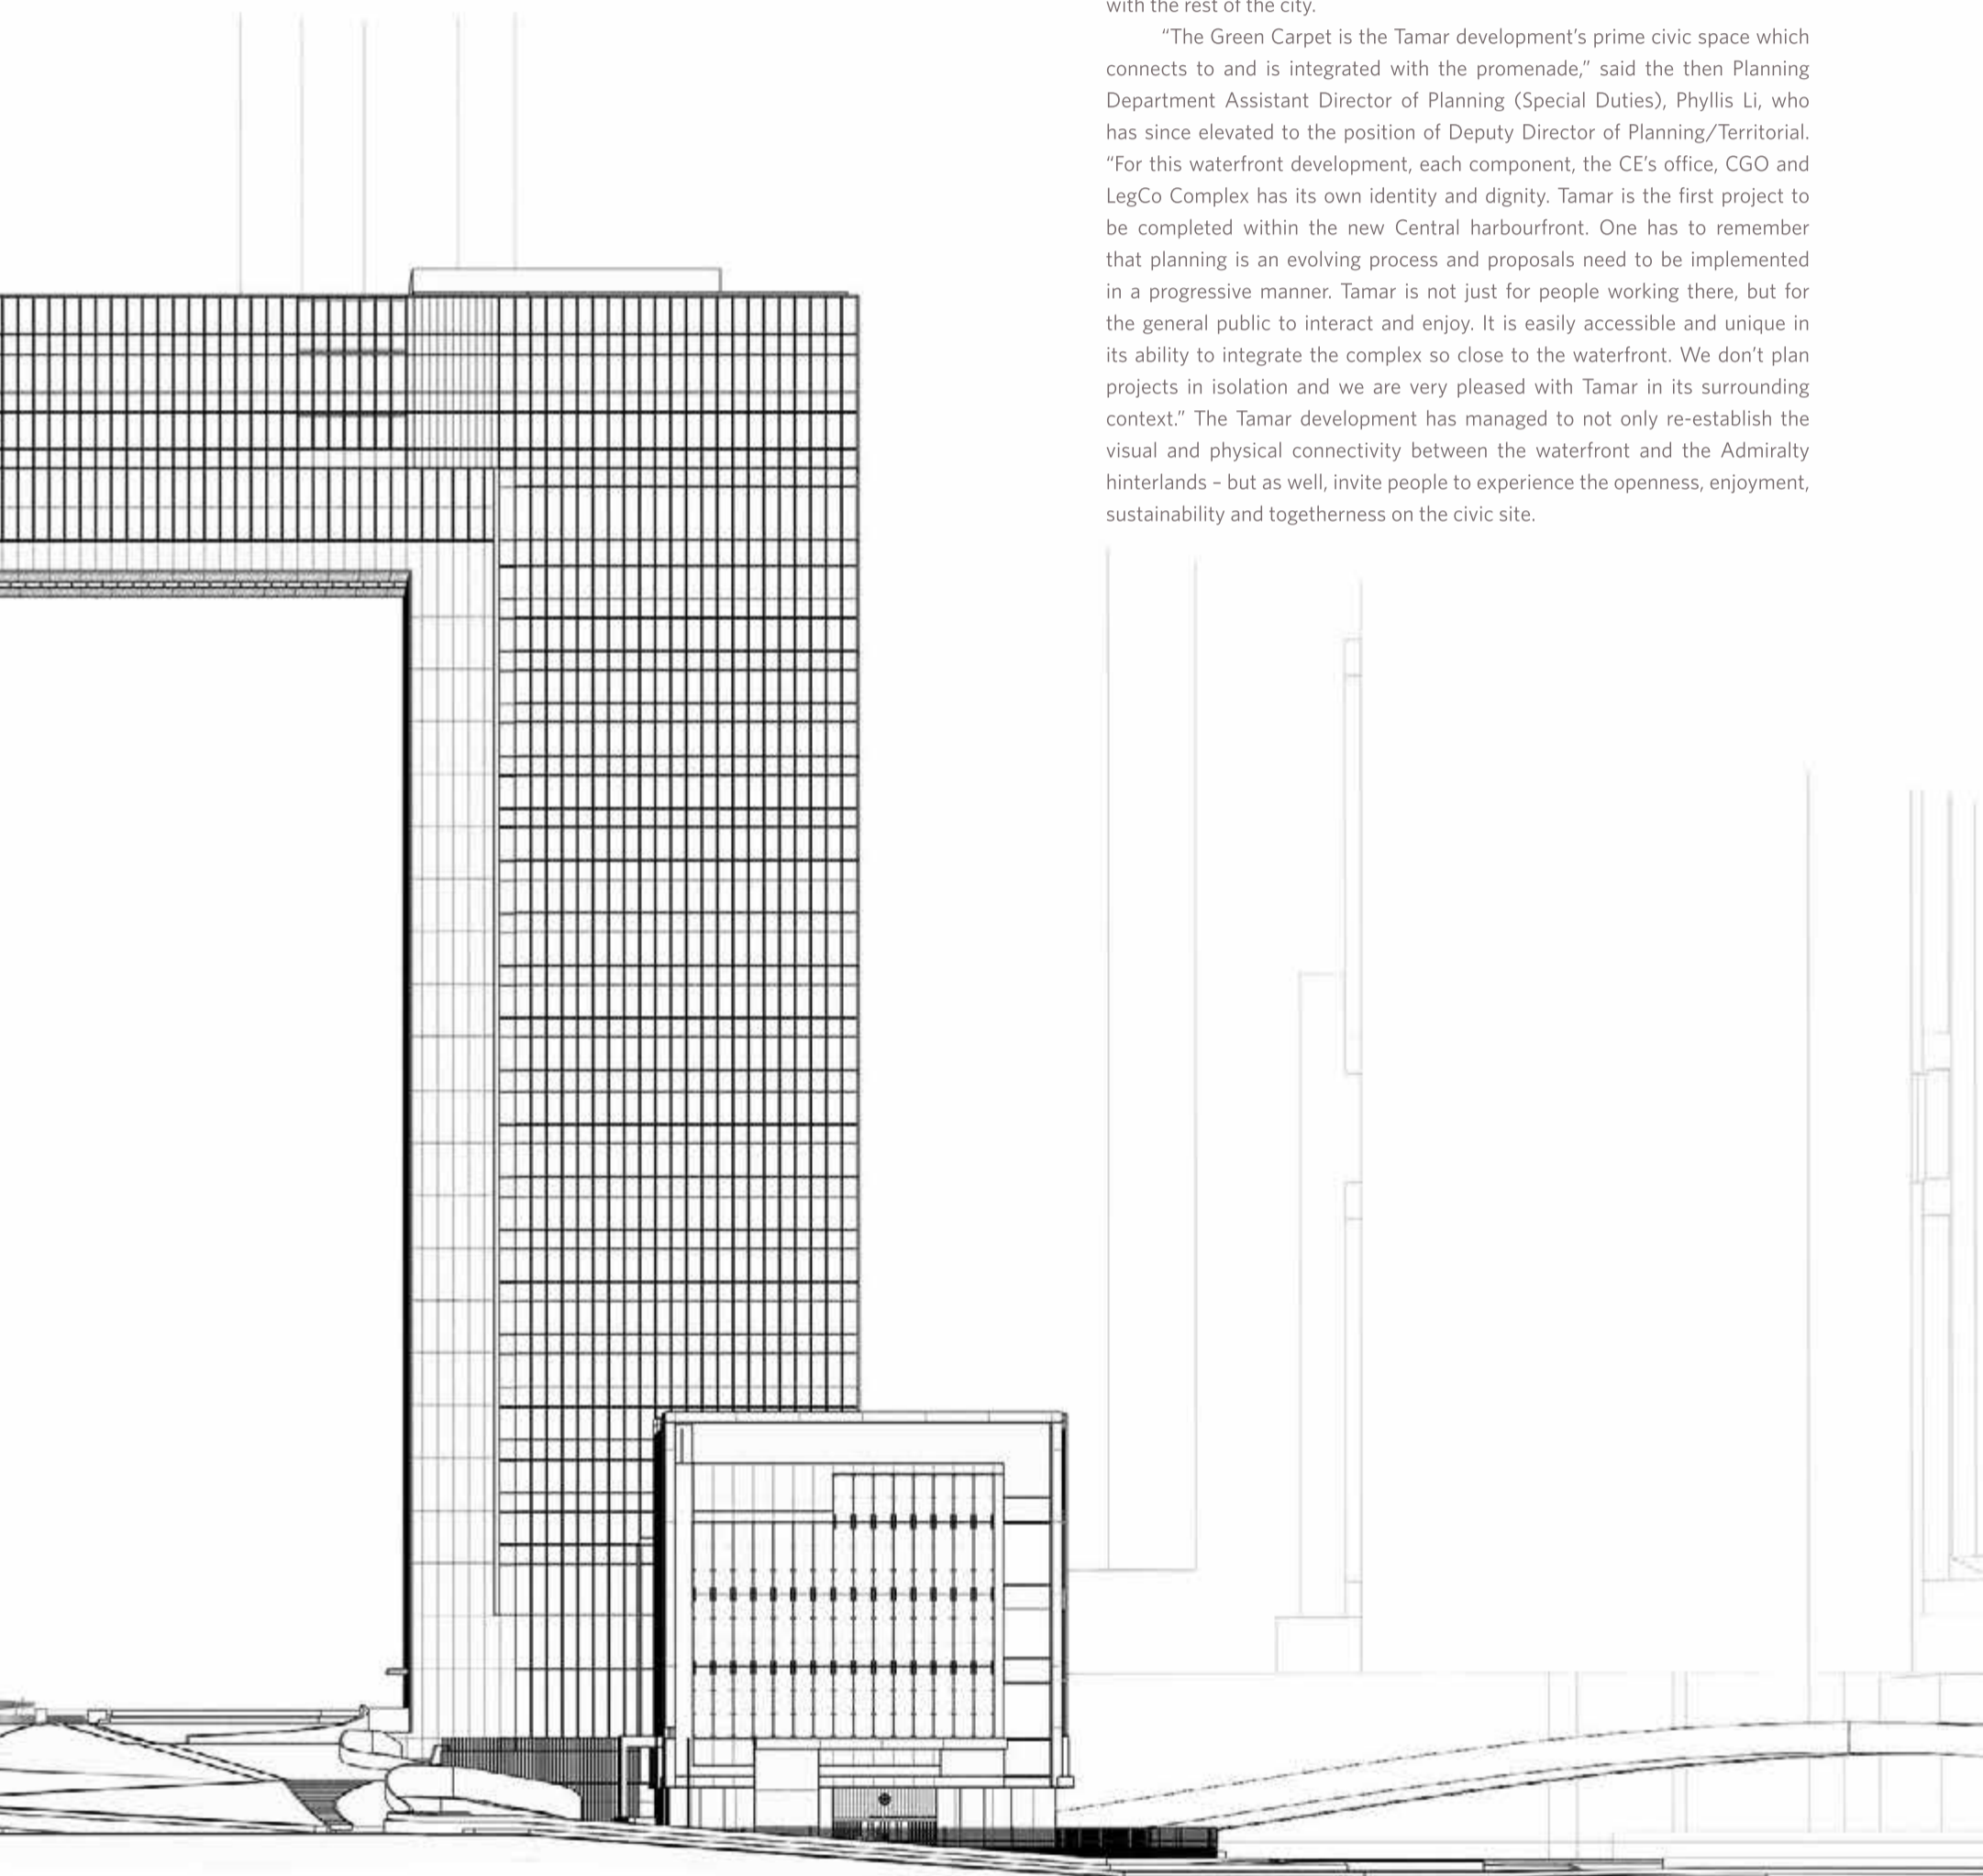 with the rest of the city.
“The Green Carpet is the Tamar development’s prime civic space which
connects to and is integrated with the promenade,” said the then Planning
Department Assistant Director of Planning (Special Duties), Phyllis Li, who
has since elevated to the position of Deputy Director of Planning/Territorial.
“For this waterfront development, each component, the CE’s office, CGO and
LegCo Complex has its own identity and dignity. Tamar is the first project to
be completed within the new Central harbourfront. One has to remember
that planning is an evolving process and proposals need to be implemented
in a progressive manner. Tamar is not just for people working there, but for
the general public to interact and enjoy. It is easily accessible and unique in
its ability to integrate the complex so close to the waterfront. We don’t plan
projects in isolation and we are very pleased with Tamar in its surrounding
context.” The Tamar development has managed to not only re-establish the
visual and physical connectivity between the waterfront and the Admiralty
hinterlands – but as well, invite people to experience the openness, enjoyment,
sustainability and togetherness on the civic site.